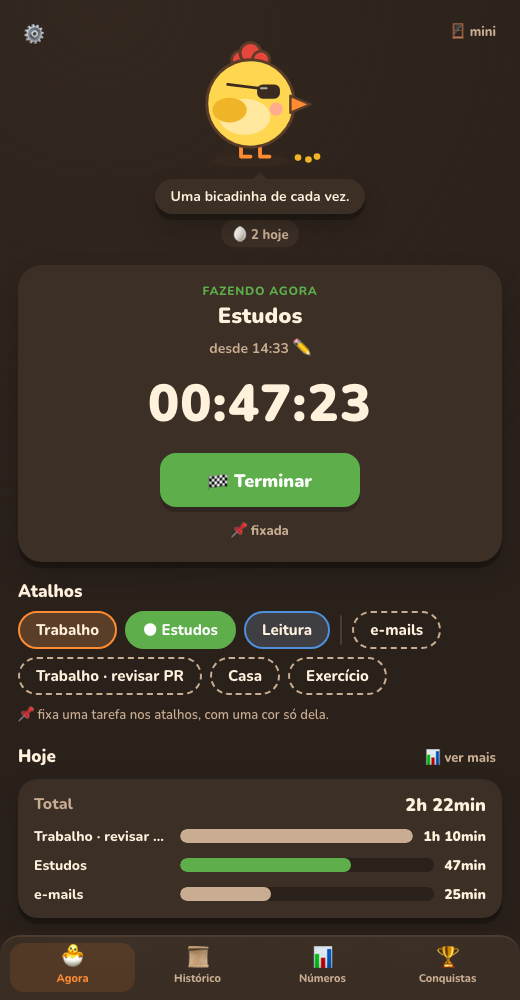 mini
Uma bicadinha de cada vez.
2 hoje
FAZENDO AGORA
Estudos
desde 14:33
00:47:23
Terminar
fixada
Atalhos
Trabalho
Estudos
Leitura
e-mails
Trabalho · revisar PR
Casa
Exercício
fixa uma tarefa nos atalhos, com uma cor só dela.
Hoje
ver mais
Total
2h 22min
Trabalho · revisar ...
1h 10min
Estudos
47min
e-mails
25min
Agora
Histórico
Números
Conquistas